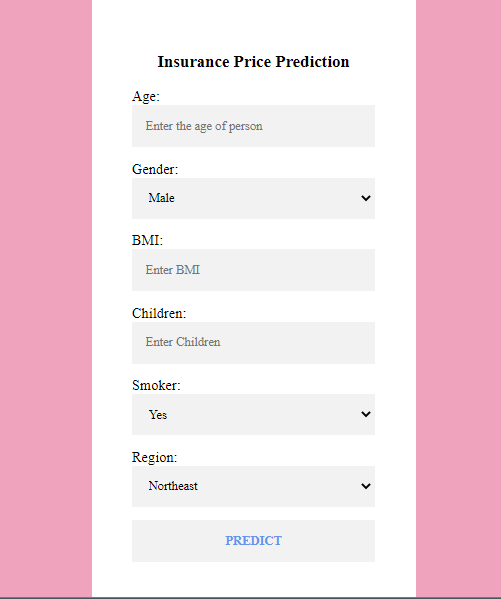 Insurance Price Prediction
Age:
Enter the age of person
Gender:
Male
BMI:
Enter BMI
Children:
Enter Children
Smoker:
Yes
Region:
Northeast
PREDICT